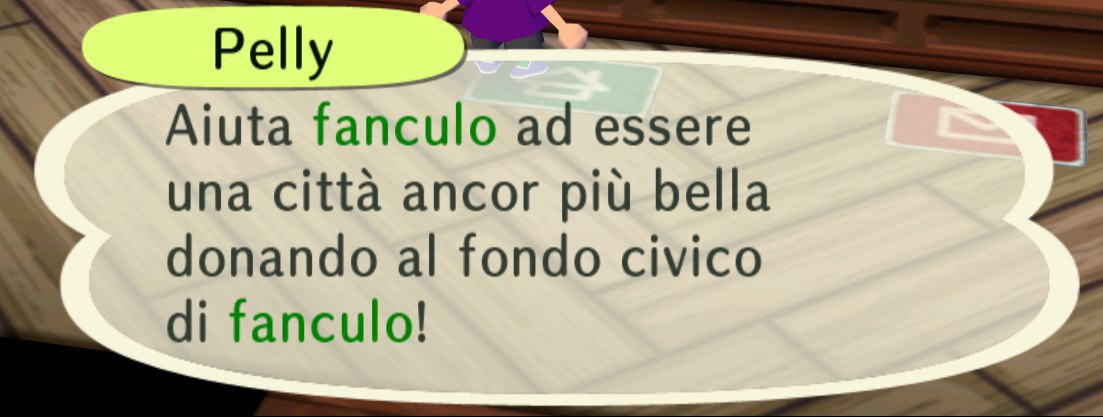 Pelly
Aiuta fanculo ad essere
una città ancor più bella
donando al fondo civico
di fanculo!